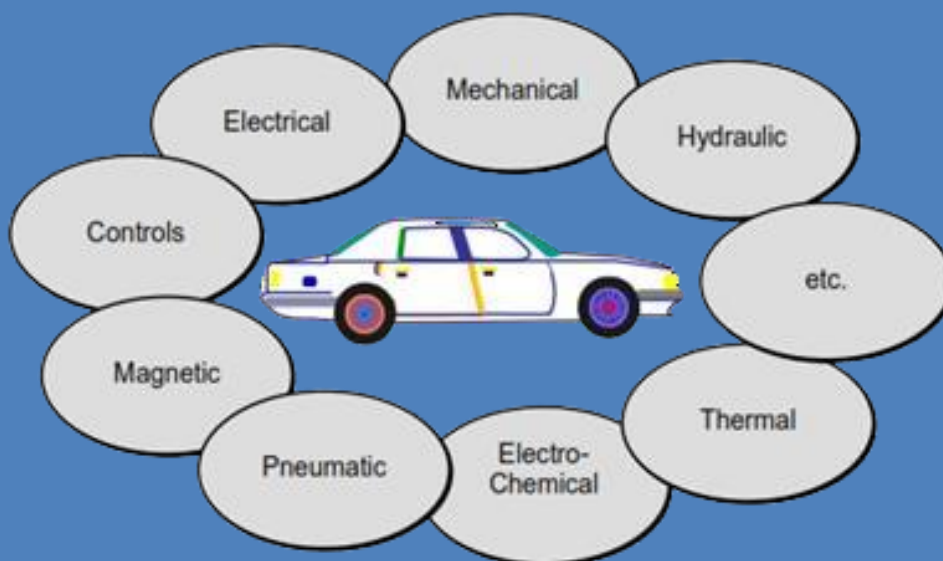 Mechanical
Electrical
Hydraulic
Controls
etc.
Magnetic
Thermal
Pneumatic
Electro-
Chemical